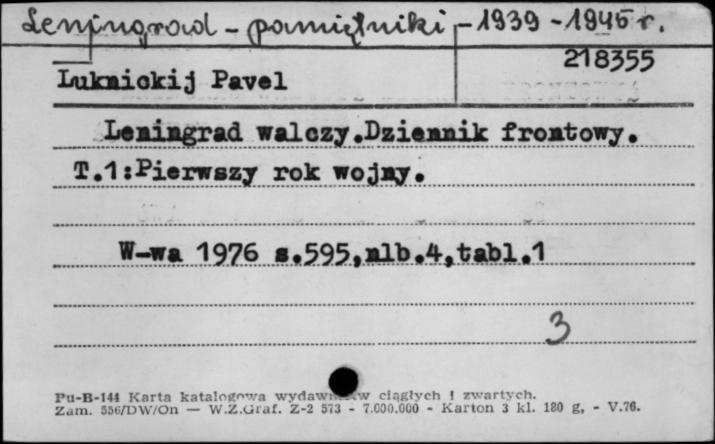 Leningrad - pamiętniki - 1939 - 1945 r.
218355
Łuknickij Pavel
Leningrad walczy.Dziennik frontowy.
T.1:Pierwszy rok wojny.
W-wa 1976 s.595,nlb.4,tabl.1
3
Pu-B-144 Karta katalogowa ciągłych i zwartych.
Zam. 556/DW/On — W.Z.Graf. Z-2 573 - 7.000.000 - Karton 3 kl. 180 g, - V.76.